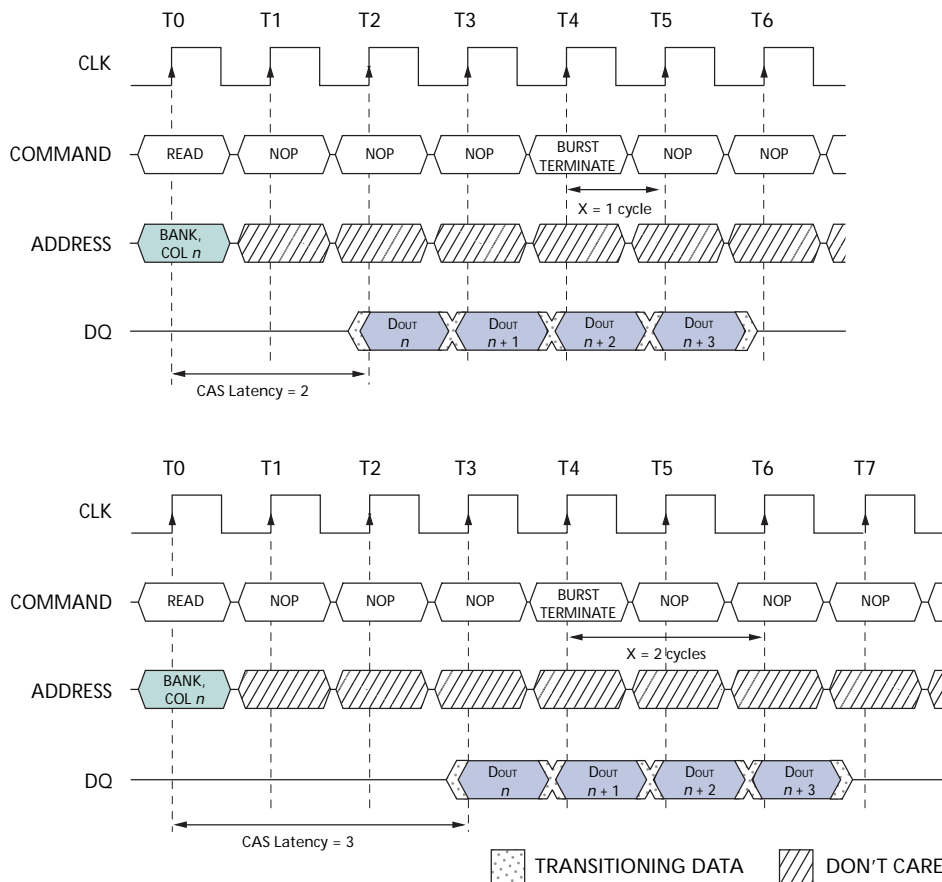 T0 T1 T2 T3 T4 T5 T6
CLK
COMMAND READ NOP NOP NOP BURST TERMINATE NOP NOP
X = 1 cycle
ADDRESS BANK, COL n
DQ DOUT n DOUT n + 1 DOUT n + 2 DOUT n + 3
CAS Latency = 2
T0 T1 T2 T3 T4 T5 T6 T7
CLK
COMMAND READ NOP NOP NOP BURST TERMINATE NOP NOP NOP
X = 2 cycles
ADDRESS BANK, COL n
DQ DOUT n DOUT n + 1 DOUT n + 2 DOUT n + 3
CAS Latency = 3
TRANSITIONING DATA DON'T CARE